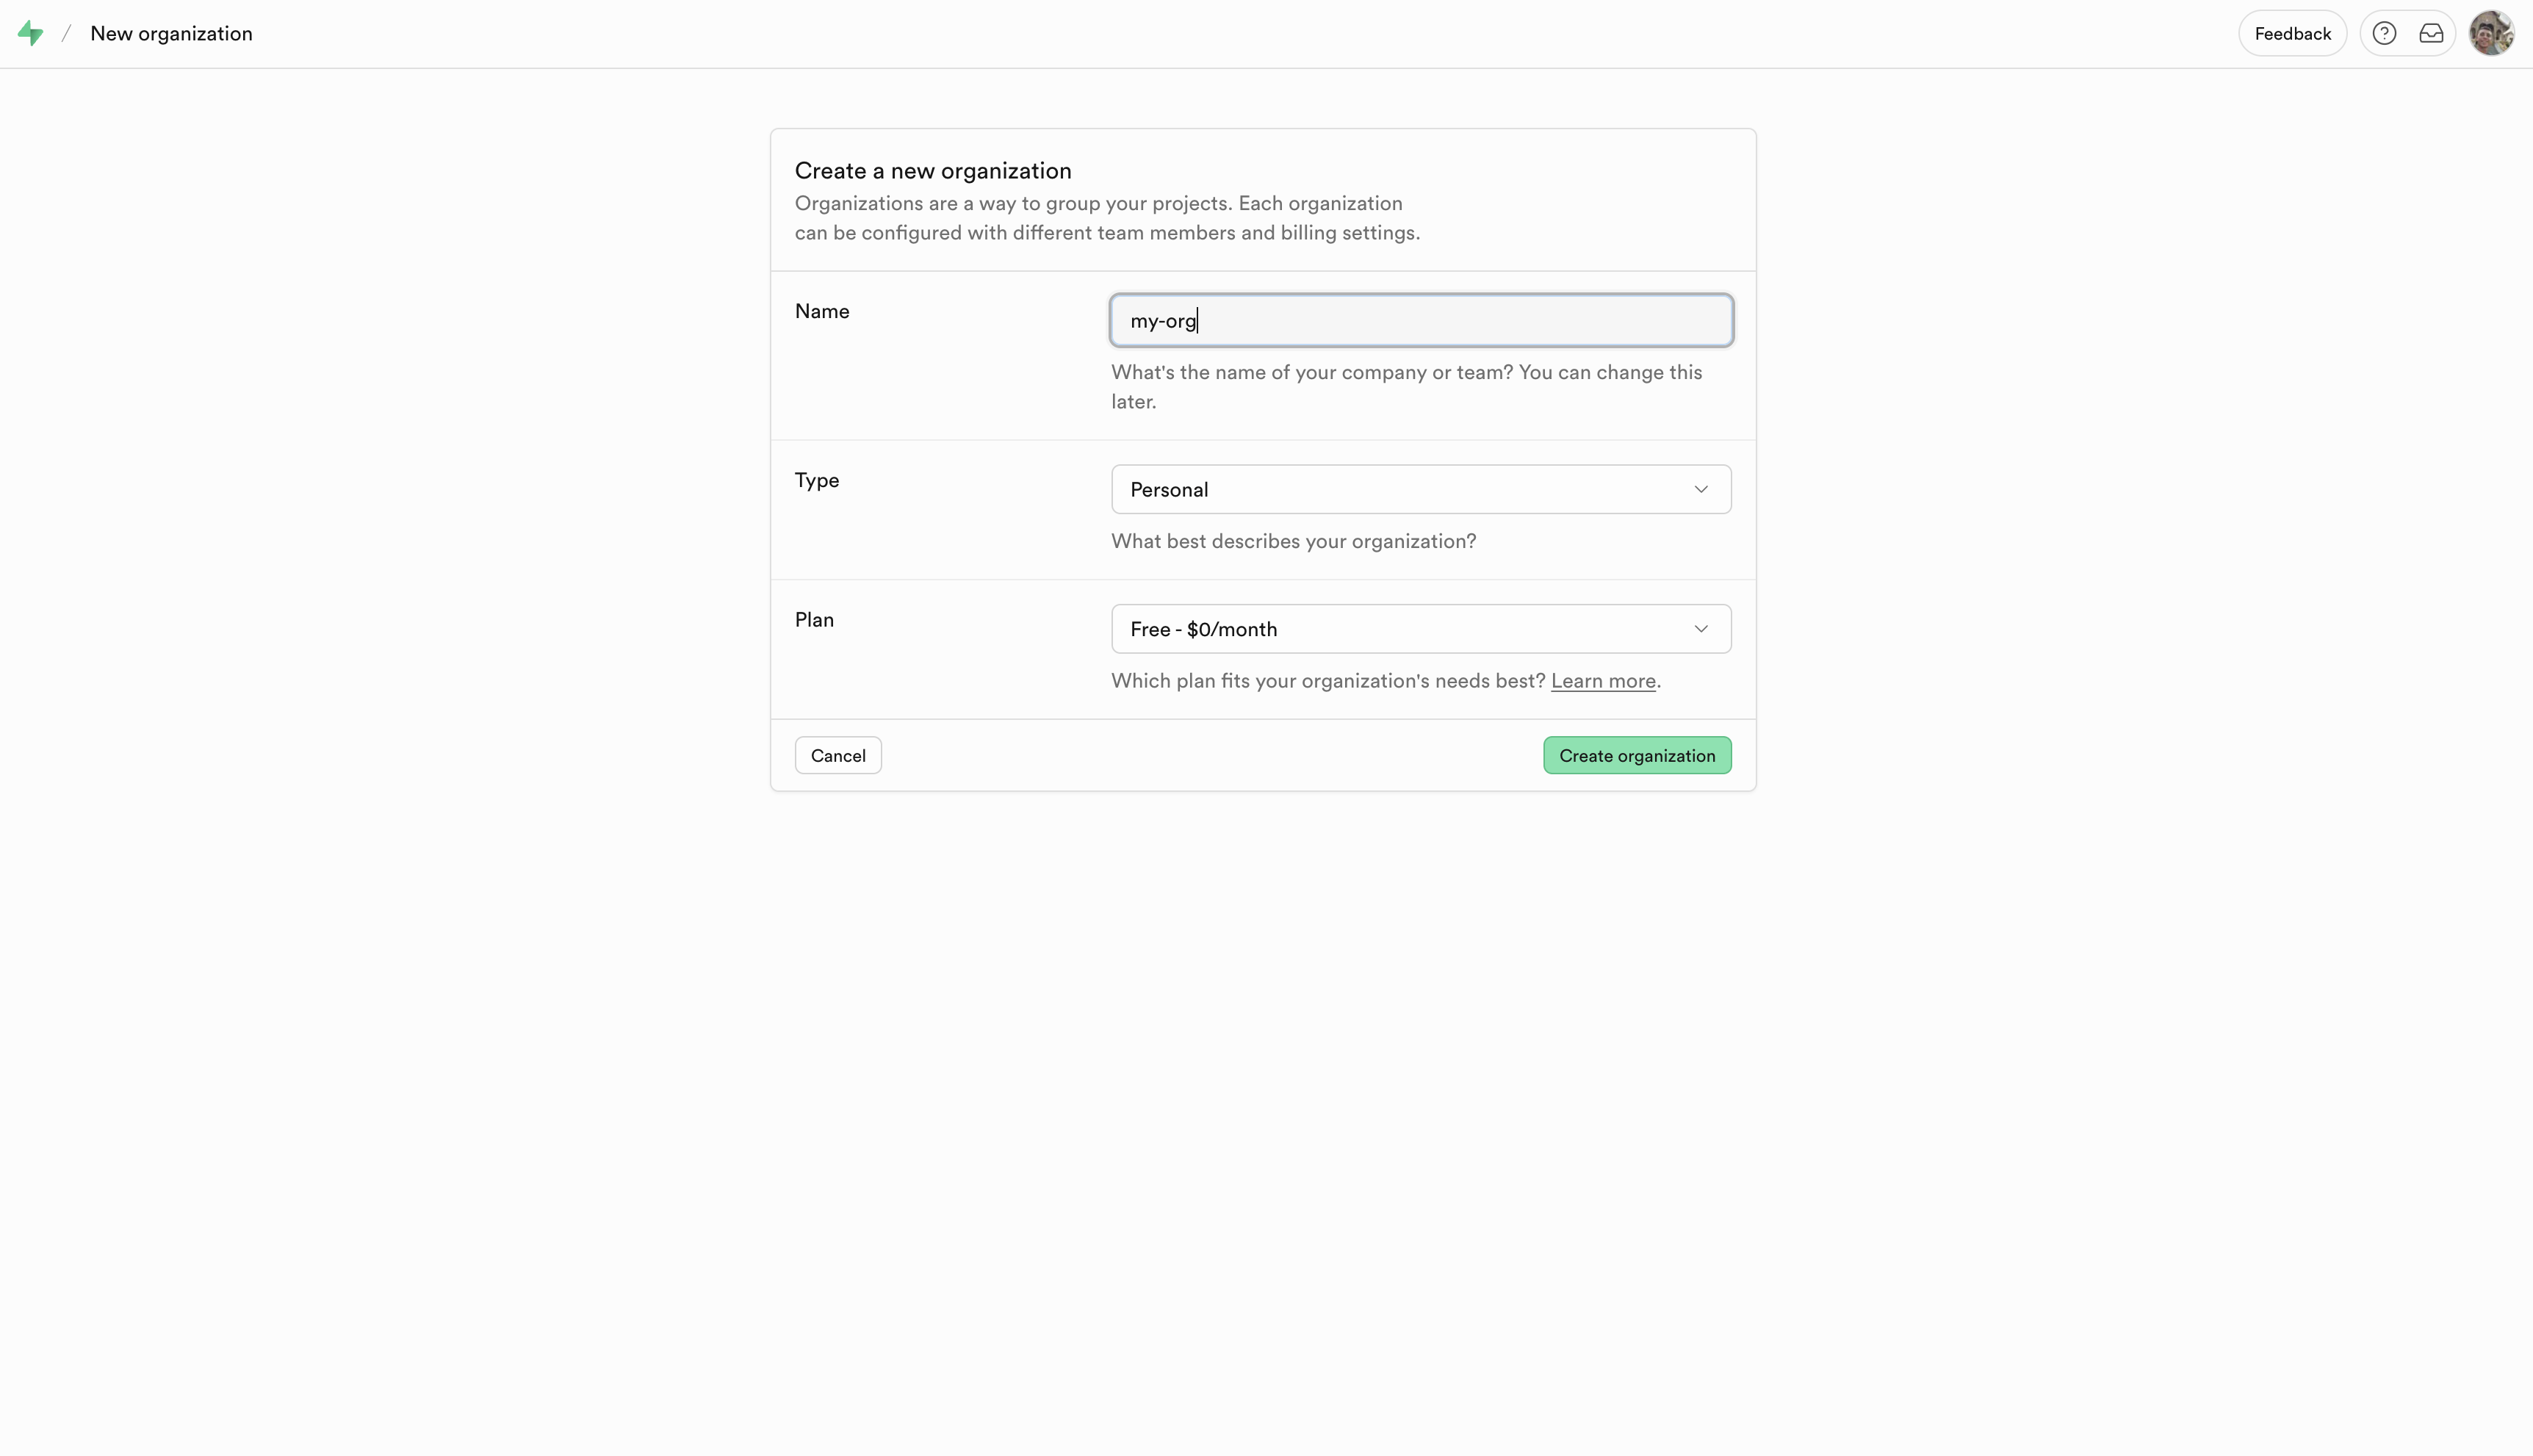 / New organization
Feedback
Create a new organization
Organizations are a way to group your projects. Each organization
can be configured with different team members and billing settings.
Name
my-org
What's the name of your company or team? You can change this
later.
Type
Personal
What best describes your organization?
Plan
Free - $0/month
Which plan fits your organization's needs best? Learn more.
Cancel
Create organization